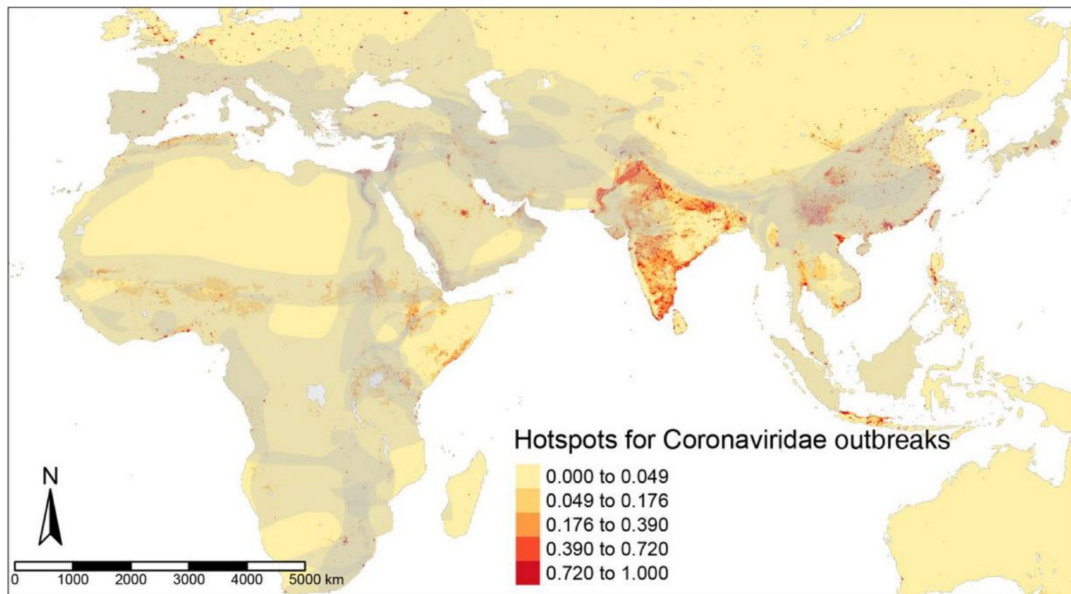 Hotspots for Coronaviridae outbreaks
0.000 to 0.049
0.049 to 0.176
0.176 to 0.390
0.390 to 0.720
0.720 to 1.000
N
0 1000 2000 3000 4000 5000 km